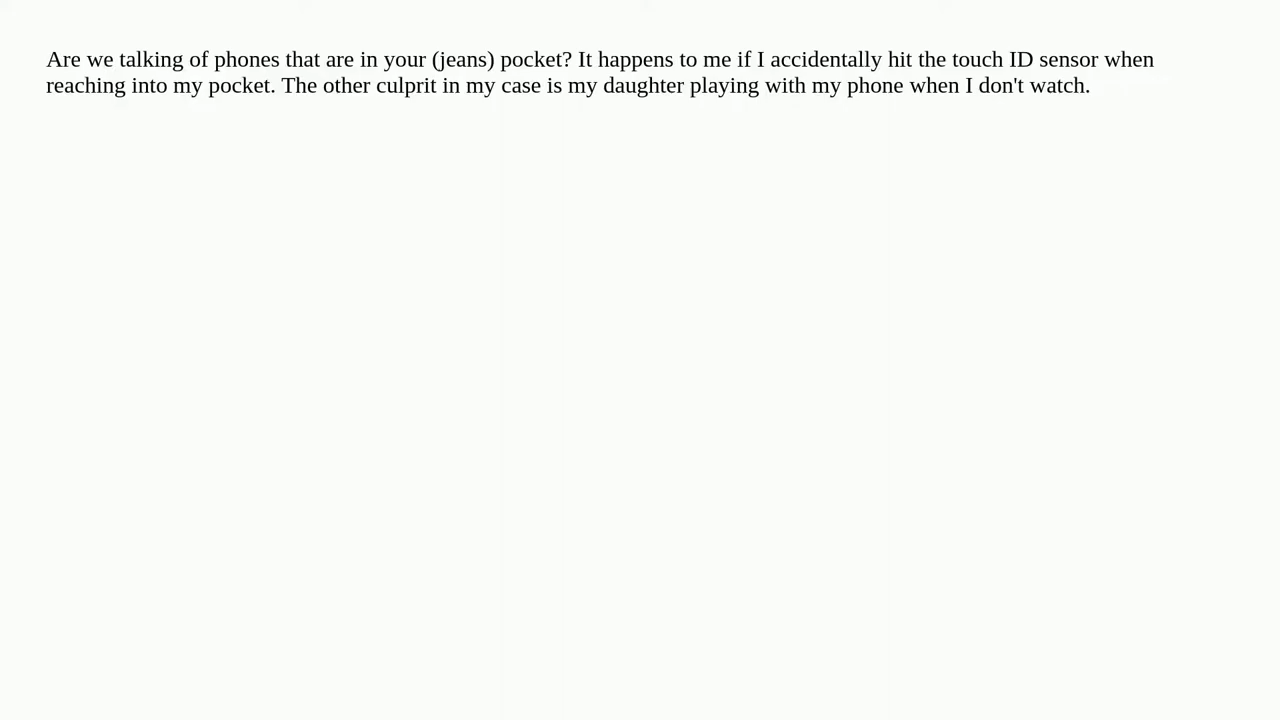 Are we talking of phones that are in your (jeans) pocket? It happens to me if I accidentally hit the touch ID sensor when
reaching into my pocket. The other culprit in my case is my daughter playing with my phone when I don't watch.